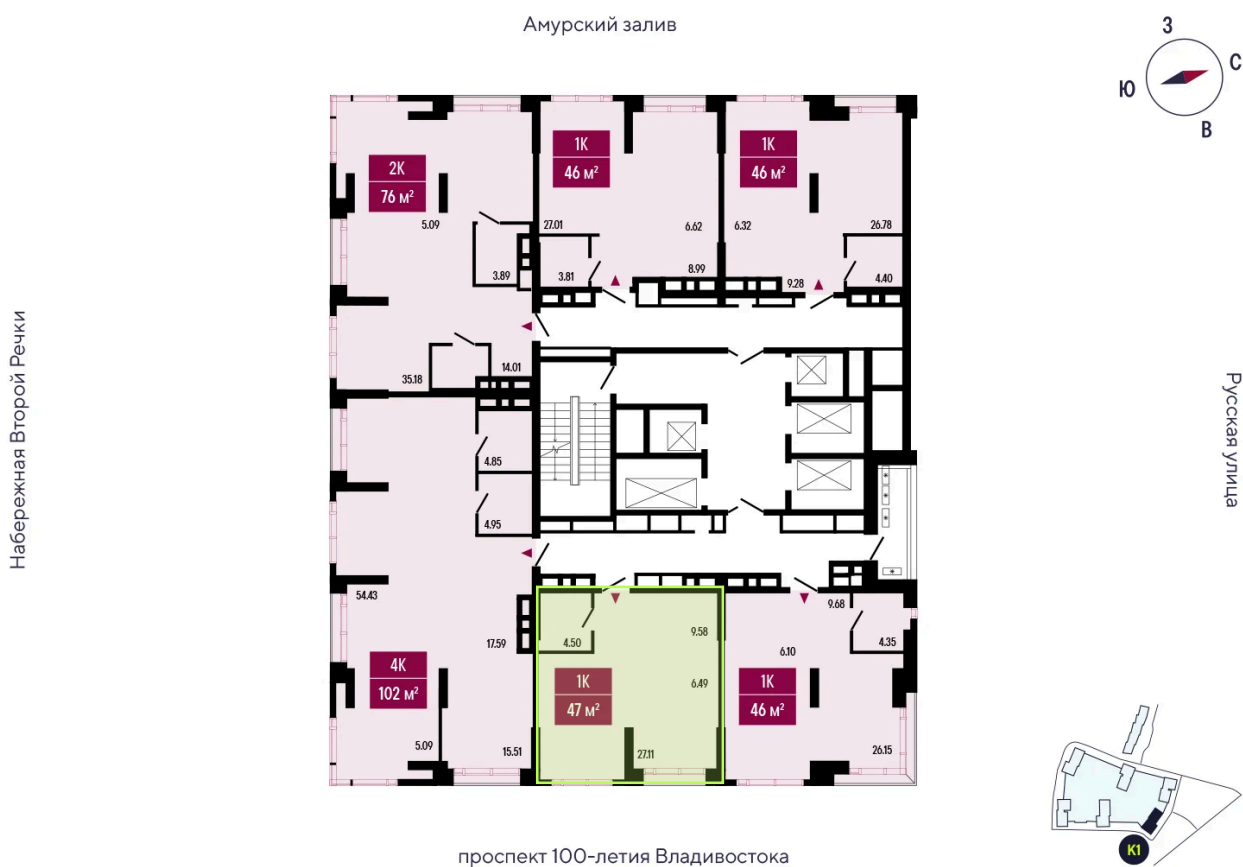 Амурский залив
З
С
Ю
В
2К
76 м²
5.09
3.89
35.18
14.01
1К
46 м²
27.01
6.62
3.81
8.99
1К
46 м²
6.32
26.78
9.28
4.40
Набережная Второй Речки
Русская улица
4.85
4.95
54.43
17.59
4К
102 м²
5.09
15.51
4.50
9.58
1К
47 м²
6.49
27.11
9.68
6.10
4.35
1К
46 м²
26.15
К1
проспект 100-летия Владивостока